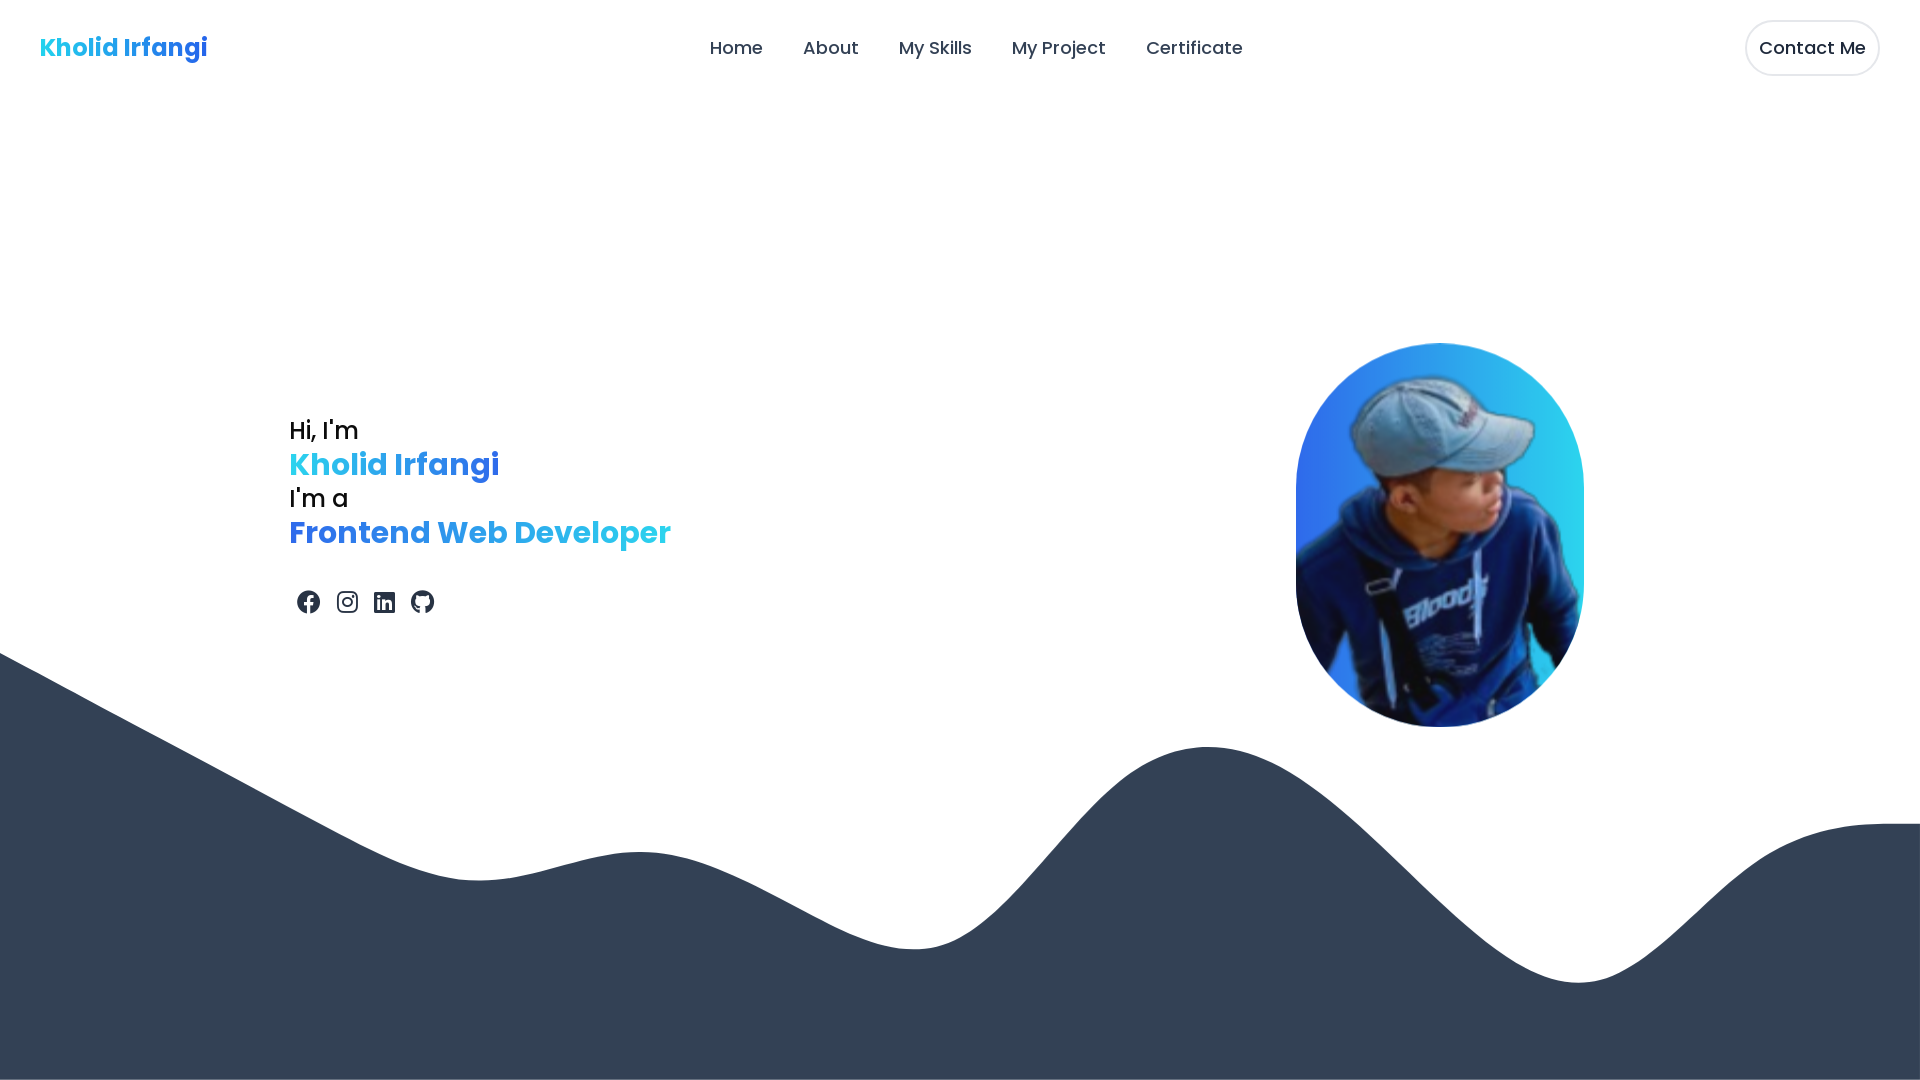 Kholid Irfangi
Home
About
My Skills
My Project
Certificate
Contact Me
Hi, I'm
Kholid Irfangi
I'm a
Frontend Web Developer
Bloods